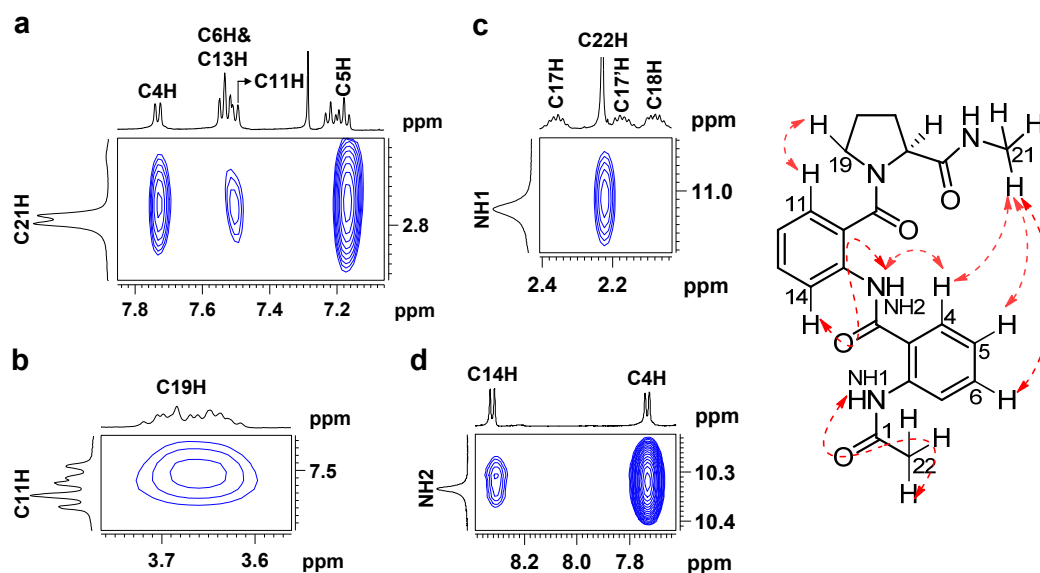 a
C6H&
C13H
C4H
C11H
C5H
ppm
C21H
2.8
7.8
7.6
7.4
7.2
ppm
b
C19H
ppm
C11H
7.5
3.7
3.6
ppm
c
C22H
C17H
C17'H
C18H
ppm
NH1
11.0
2.4
2.2
ppm
d
C14H
C4H
ppm
NH2
10.3
10.4
8.2
8.0
7.8
ppm
H
H
H
H
N
21
19
N
H
H
O
11
O
NH
H
H
14
NH2
4
H
5
O
NH1
6
H
H
HN
H
1
H
O
22
H